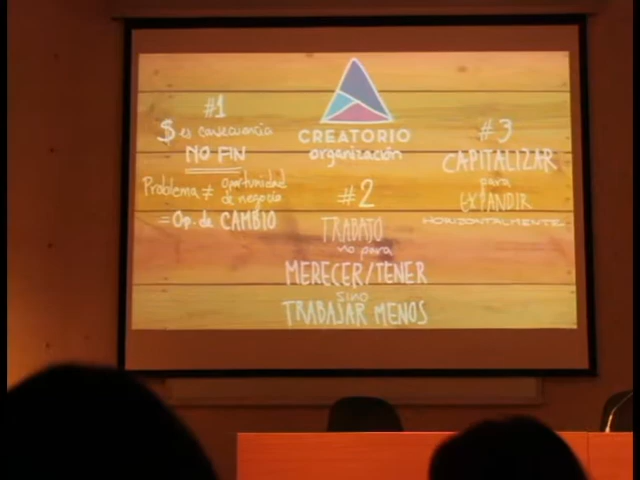 #1
$ es consecuencia
NO FIN
Problema ≠ oportunidad
de negocio
= Op. de CAMBIO
CREATORIO
organización
#2
TRABAJO
no para
MERECER/TENER
sino
TRABAJAR MENOS
#3
CAPITALIZAR
para
EXPANDIR
HORIZONTALMENTE